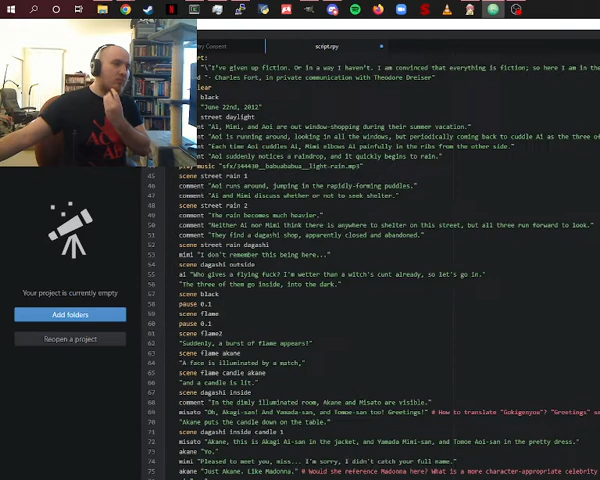 ry Consent
script.rpy
rt:
"\"I've given up fiction. Or in a way I haven't. I am convinced that everything is fiction; so here I am in the
"- Charles Fort, in private communication with Theodore Dreiser"
lear
black
"June 22nd, 2012"
street daylight
"Ai, Mimi, and Aoi are out window-shopping during their summer vacation."
"Aoi is running around, looking in all the windows, but periodically coming back to cuddle Ai as the three of
"Each time Aoi cuddles Ai, Mimi elbows Ai painfully in the ribs from the other side."
"Aoi suddenly notices a raindrop, and it quickly begins to rain."
music "sfx/344430__babuababua__light-rain.mp3"
45 scene street rain 1
46 comment "Aoi runs around, jumping in the rapidly-forming puddles."
47 comment "Ai and Mimi discuss whether or not to seek shelter."
48 scene street rain 2
49 comment "The rain becomes much heavier."
50 comment "Neither Ai nor Mimi think there is anywhere to shelter on this street, but all three run forward to look."
51 comment "They find a dagashi shop, apparently closed and abandoned."
52 scene street rain dagashi
53 mimi "I don't remember this being here..."
54 scene dagashi outside
55 ai "Who gives a flying fuck? I'm wetter than a witch's cunt already, so let's go in."
56 "The three of them go inside, into the dark."
57 scene black
58 pause 0.1
59 scene flame
60 pause 0.1
61 scene flame2
62 "Suddenly, a burst of flame appears!"
63 scene flame akane
64 "A face is illuminated by a match,"
65 scene flame candle akane
66 "and a candle is lit."
67 scene dagashi inside
68 comment "In the dimly illuminated room, Akane and Misato are visible."
69 misato "Oh, Akagi-san! And Yamada-san, and Tomoe-san too! Greetings!" # How to translate "Gokigenyou"? "Greetings" s
70 "Akane puts the candle down on the table."
71 scene dagashi inside candle 1
72 misato "Akane, this is Akagi Ai-san in the jacket, and Yamada Mimi-san, and Tomoe Aoi-san in the pretty dress."
73 akane "Yo."
74 mimi "Pleased to meet you, miss... I'm sorry, I didn't catch your full name."
75 akane "Just Akane. Like Madonna." # Would she reference Madonna here? What is a more character-appropriate celebrity
Your project is currently empty
Add folders
Reopen a project